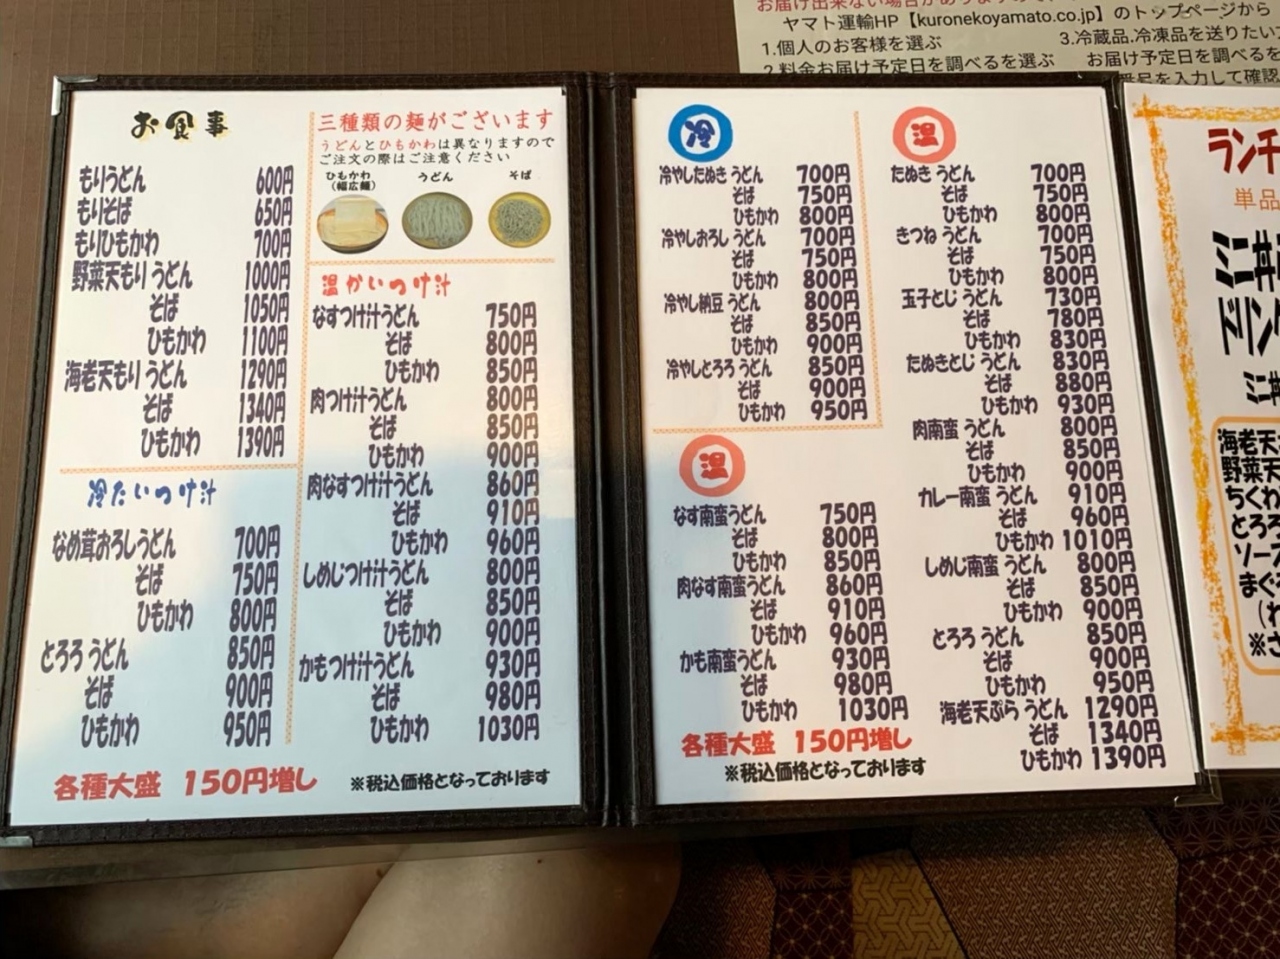 お届け出来ない場合がありますので
ヤマト運輸HP【kuronekoyamato.co.jp】のトップページから
1.個人のお客様を選ぶ
2.料金お届け予定日を調べるを選ぶ
3.冷蔵品.冷凍品を送りたい
お届け予定日を調べるを
番号を入力して確認
お食事
もりうどん 600円
もりそば 650円
もりひもかわ 700円
野菜天もりうどん 1000円
そば 1050円
ひもかわ 1100円
海老天もりうどん 1290円
そば 1340円
ひもかわ 1390円
冷たいつけ汁
なめ茸おろしうどん 700円
そば 750円
ひもかわ 800円
とろろうどん 850円
そば 900円
ひもかわ 950円
各種大盛 150円増し
三種類の麺がございます
うどんとひもかわは異なりますので
ご注文の際はご注意ください
ひもかわ
（幅広麺）
うどん
そば
温かいつけ汁
なすつけ汁うどん 750円
そば 800円
ひもかわ 850円
肉つけ汁うどん 800円
そば 850円
ひもかわ 900円
肉なすつけ汁うどん 860円
そば 910円
ひもかわ 960円
しめじつけ汁うどん 800円
そば 850円
ひもかわ 900円
かもつけ汁うどん 930円
そば 980円
ひもかわ 1030円
※税込価格となっております
冷
冷やしたぬきうどん 700円
そば 750円
ひもかわ 800円
冷やしおろしうどん 700円
そば 750円
ひもかわ 800円
冷やし納豆うどん 800円
そば 850円
ひもかわ 900円
冷やしとろろうどん 850円
そば 900円
ひもかわ 950円
温
なす南蛮うどん 750円
そば 800円
ひもかわ 850円
肉なす南蛮うどん 860円
そば 910円
ひもかわ 960円
かも南蛮うどん 930円
そば 980円
ひもかわ 1030円
各種大盛 150円増し
※税込価格となっております
温
たぬきうどん 700円
そば 750円
ひもかわ 800円
きつねうどん 700円
そば 750円
ひもかわ 800円
玉子とじうどん 730円
そば 780円
ひもかわ 830円
たぬきとじうどん 830円
そば 880円
ひもかわ 930円
肉南蛮うどん 800円
そば 850円
ひもかわ 900円
カレー南蛮うどん 910円
そば 960円
ひもかわ 1010円
しめじ南蛮うどん 800円
そば 850円
ひもかわ 900円
とろろうどん 850円
そば 900円
ひもかわ 950円
海老天ぷらうどん 1290円
そば 1340円
ひもかわ 1390円
ランチ
単品
海老天
野菜天
ちくわ
とろろ
ソー
まぐ